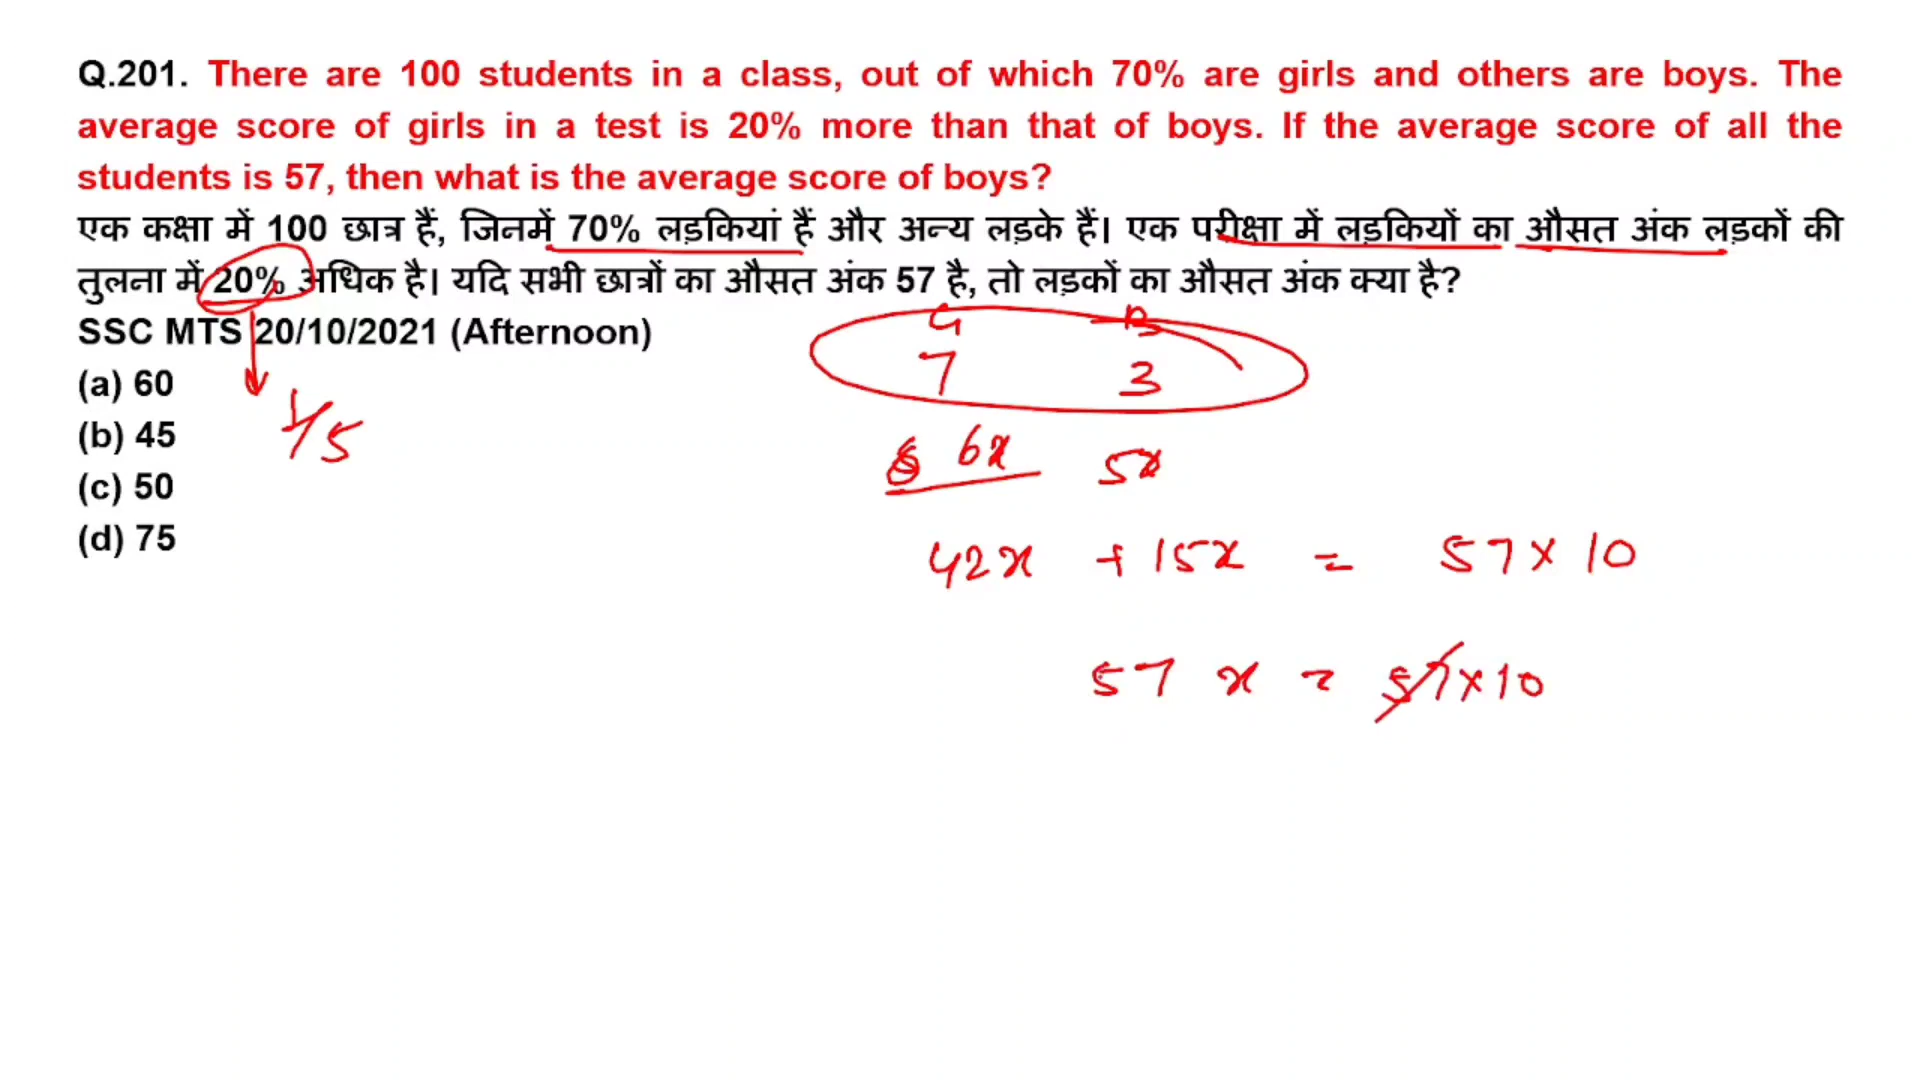 Q.201. There are 100 students in a class, out of which 70% are girls and others are boys. The
average score of girls in a test is 20% more than that of boys. If the average score of all the
students is 57, then what is the average score of boys?
एक कक्षा में 100 छात्र हैं, जिनमें 70% लड़कियां हैं और अन्य लड़के हैं। एक परीक्षा में लड़कियों का औसत अंक लड़कों की
तुलना में 20% अधिक है। यदि सभी छात्रों का औसत अंक 57 है, तो लड़कों का औसत अंक क्या है?
SSC MTS 20/10/2021 (Afternoon)
(a) 60
(b) 45
(c) 50
(d) 75
1/5
G B
7 3
6x 5x
42x + 15x = 57 × 10
57 x = 57 × 10